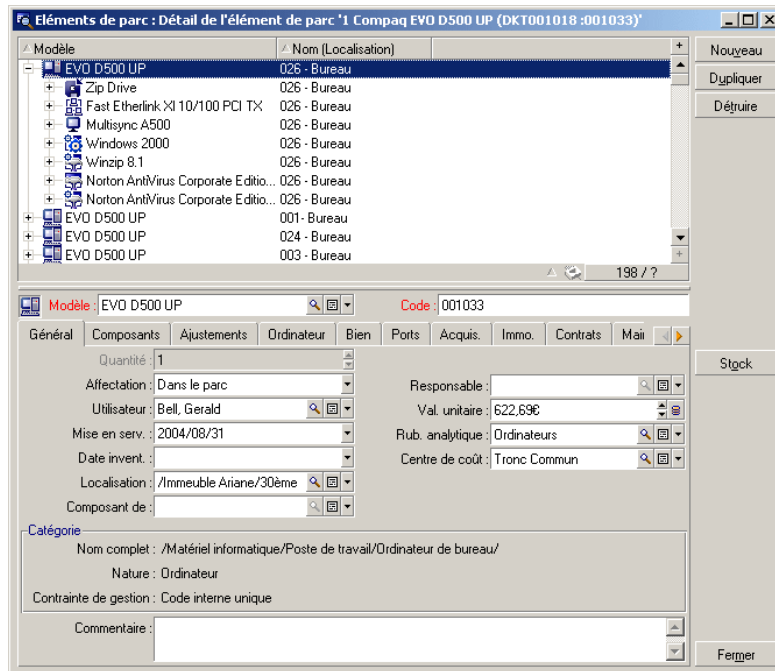 Eléments de parc : Détail de l'élément de parc '1 Compaq EVO D500 UP (DKT001018 :001033)'
Modèle Nom (Localisation)
Nouveau
EVO D500 UP 026 - Bureau
Dupliquer
Zip Drive 026 - Bureau
Fast Etherlink XI 10/100 PCI TX 026 - Bureau
Détruire
Multisync A500 026 - Bureau
Windows 2000 026 - Bureau
Winzip 8.1 026 - Bureau
Norton AntiVirus Corporate Editio... 026 - Bureau
Norton AntiVirus Corporate Editio... 026 - Bureau
EVO D500 UP 001- Bureau
EVO D500 UP 024 - Bureau
EVO D500 UP 003 - Bureau
198 / ?
Modèle : EVO D500 UP Code : 001033
Général Composants Ajustements Ordinateur Bien Ports Acquis. Immo. Contrats Mai
Quantité : 1
Stock
Affectation : Dans le parc Responsable :
Utilisateur : Bell, Gerald Val. unitaire : 622,69€
Mise en serv. : 2004/08/31 Rub. analytique : Ordinateurs
Date invent. : Centre de coût : Tronc Commun
Localisation : /Immeuble Ariane/30ème
Composant de :
Catégorie
Nom complet : /Matériel informatique/Poste de travail/Ordinateur de bureau/
Nature : Ordinateur
Contrainte de gestion : Code interne unique
Commentaire :
Fermer